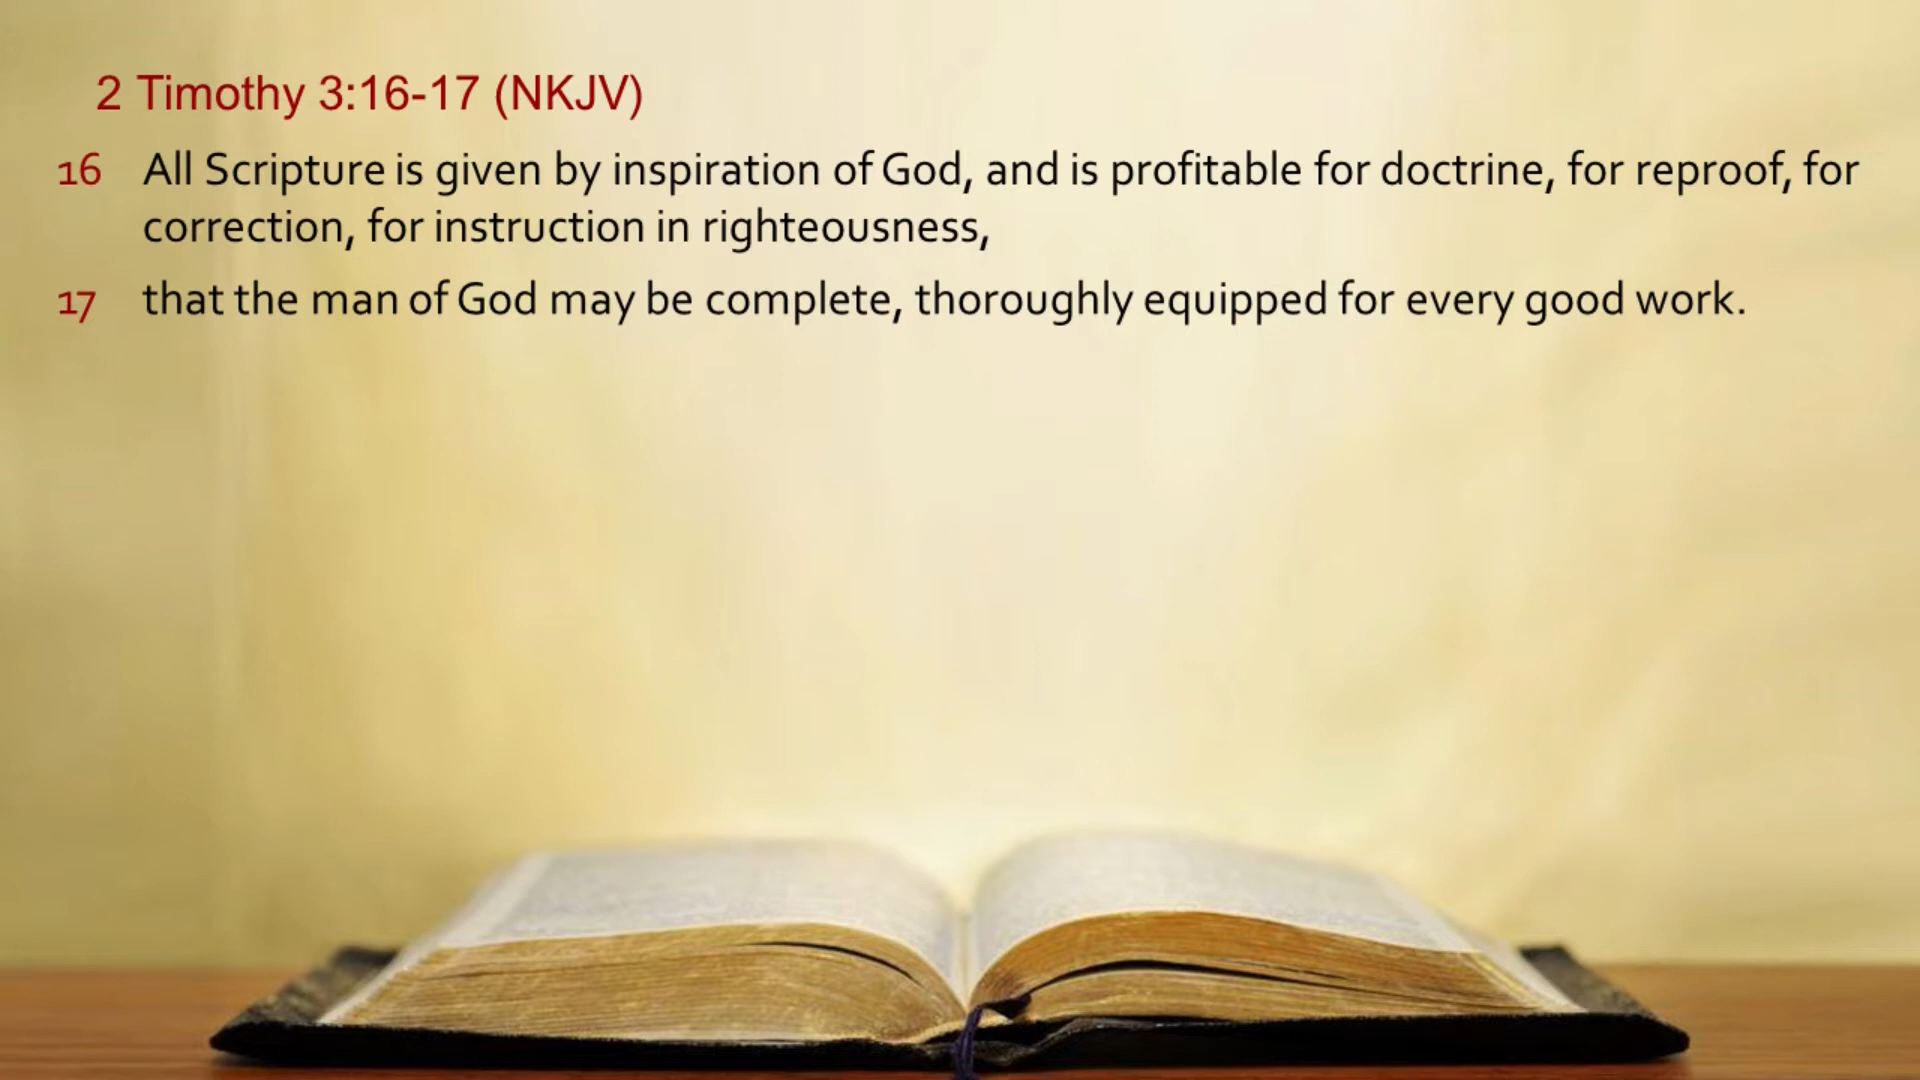 2 Timothy 3:16-17 (NKJV)
16 All Scripture is given by inspiration of God, and is profitable for doctrine, for reproof, for
correction, for instruction in righteousness,
17 that the man of God may be complete, thoroughly equipped for every good work.